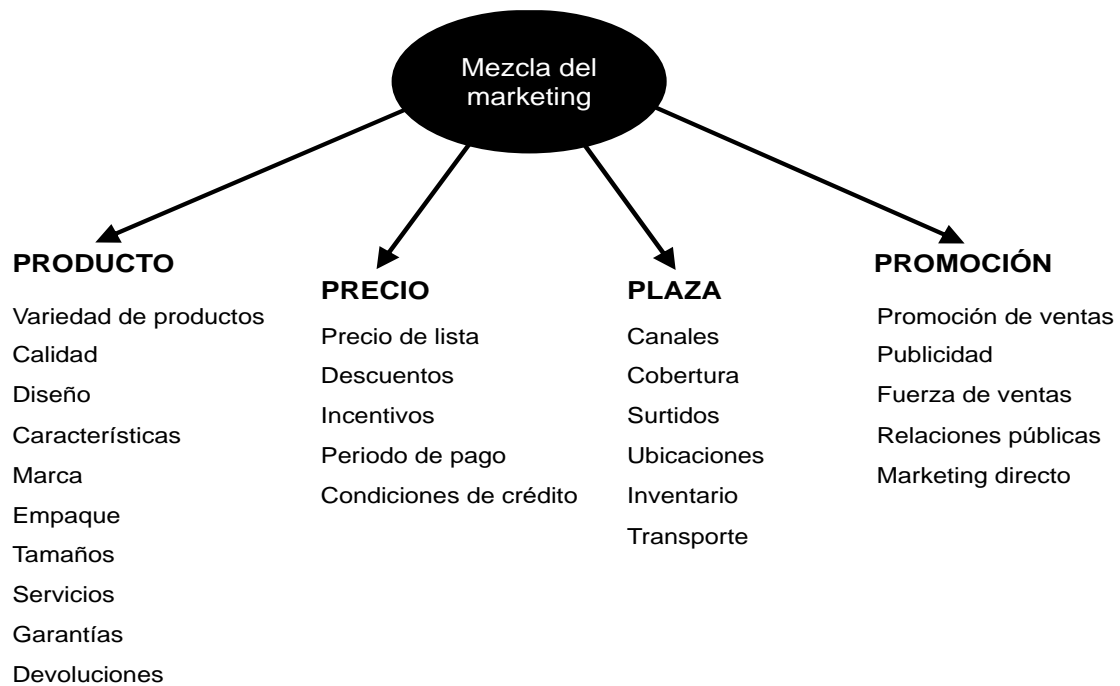 Mezcla del
marketing
PRODUCTO
Variedad de productos
Calidad
Diseño
Características
Marca
Empaque
Tamaños
Servicios
Garantías
Devoluciones
PRECIO
Precio de lista
Descuentos
Incentivos
Periodo de pago
Condiciones de crédito
PLAZA
Canales
Cobertura
Surtidos
Ubicaciones
Inventario
Transporte
PROMOCIÓN
Promoción de ventas
Publicidad
Fuerza de ventas
Relaciones públicas
Marketing directo